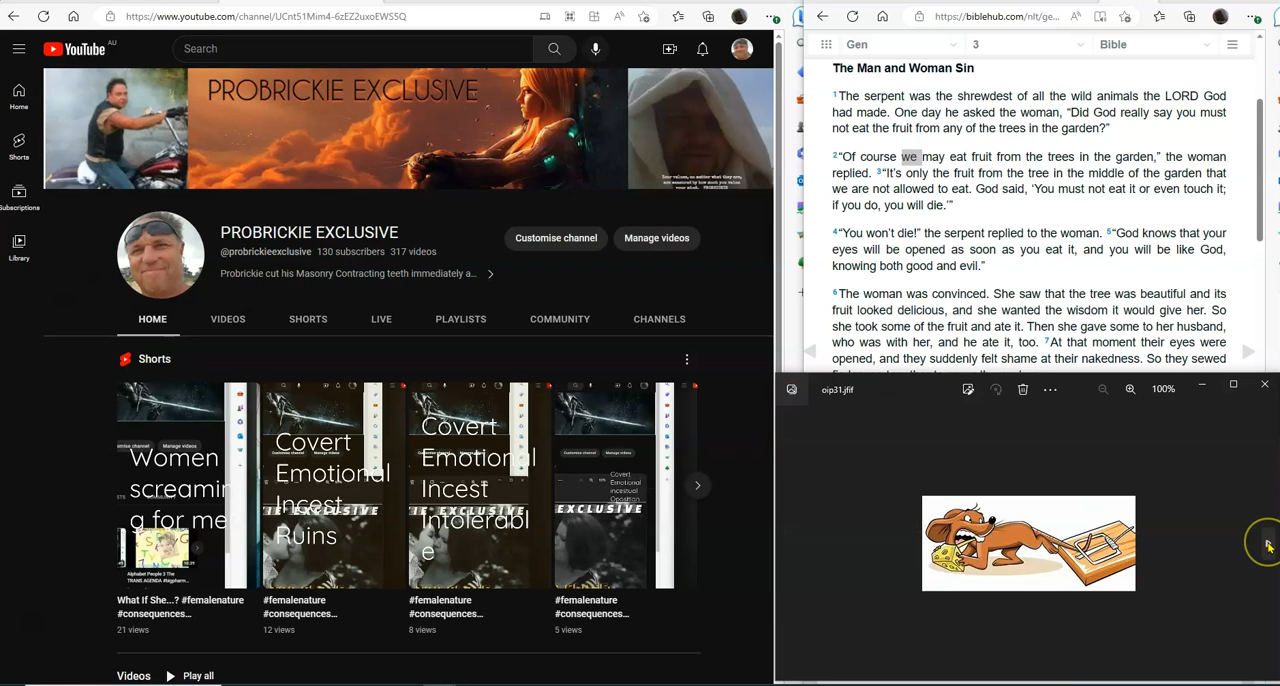 https://www.youtube.com/channel/UCnt51Mim4-6zEZ2uxoEWS5Q
YouTube AU
Search
Home
Shorts
Subscriptions
Library
PROBRICKIE EXCLUSIVE
PROBRICKIE EXCLUSIVE
@probrickieexclusive 130 subscribers 317 videos
Probrickie cut his Masonry Contracting teeth immediately a...
Customise channel
Manage videos
HOME VIDEOS SHORTS LIVE PLAYLISTS COMMUNITY CHANNELS
Shorts
Women
screamin
g for me
What If She...? #femalenature
#consequences...
21 views
Covert
Emotional
Incest
Ruins
#femalenature
#consequences...
12 views
Covert
Emotional
Incest
Intolerabl
e
#femalenature
#consequences...
8 views
Covert
Emotional
#femalenature
#consequences...
5 views
Videos Play all
https://biblehub.com/nlt/ge...
Gen 3 Bible
The Man and Woman Sin
1The serpent was the shrewdest of all the wild animals the LORD God
had made. One day he asked the woman, “Did God really say you must
not eat the fruit from any of the trees in the garden?”
2“Of course we may eat fruit from the trees in the garden,” the woman
replied. 3“It’s only the fruit from the tree in the middle of the garden that
we are not allowed to eat. God said, ‘You must not eat it or even touch it;
if you do, you will die.’”
4“You won’t die!” the serpent replied to the woman. 5“God knows that your
eyes will be opened as soon as you eat it, and you will be like God,
knowing both good and evil.”
6The woman was convinced. She saw that the tree was beautiful and its
fruit looked delicious, and she wanted the wisdom it would give her. So
she took some of the fruit and ate it. Then she gave some to her husband,
who was with her, and he ate it, too. 7At that moment their eyes were
opened, and they suddenly felt shame at their nakedness. So they sewed
oip31.jfif
100%